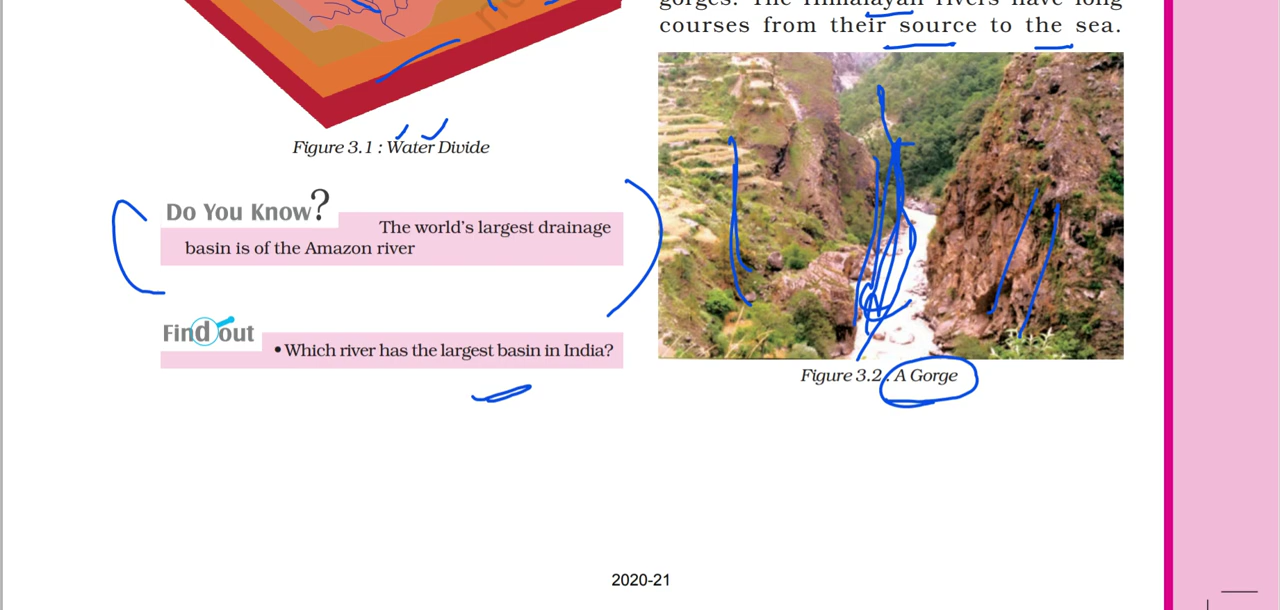 Figure 3.1 : Water Divide
Do You Know?
The world's largest drainage
basin is of the Amazon river
Find out
• Which river has the largest basin in India?
gorges. The Himalayan rivers have long
courses from their source to the sea.
Figure 3.2: A Gorge
2020-21